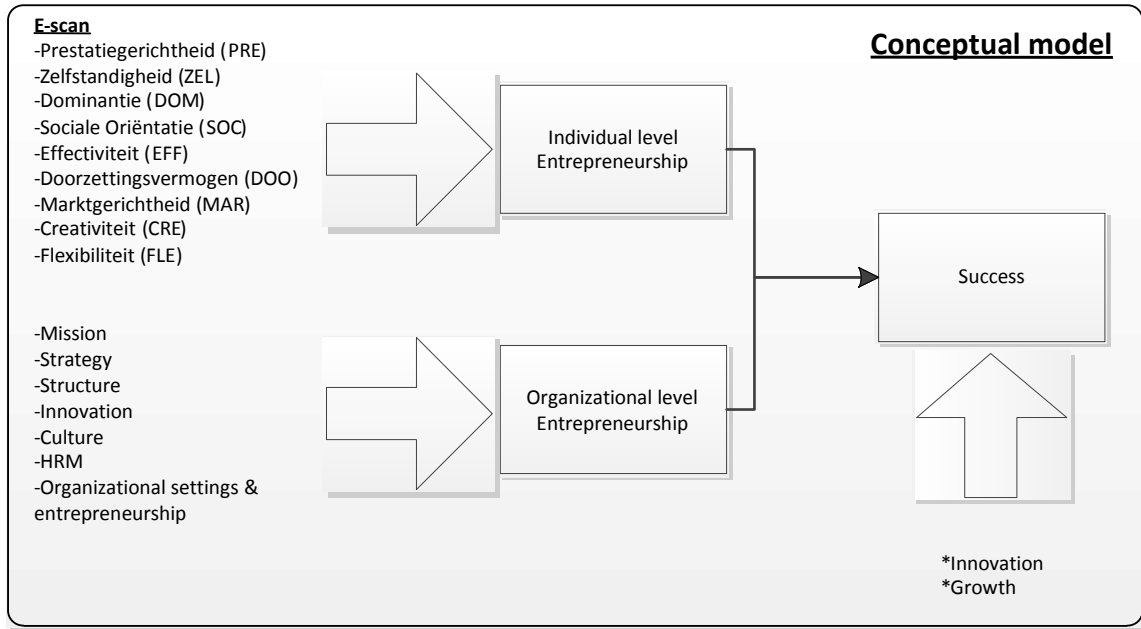 E-scan
-Prestatiegerichtheid (PRE)
-Zelfstandigheid (ZEL)
-Dominantie (DOM)
-Sociale Oriëntatie (SOC)
-Effectiviteit (EFF)
-Doorzettingsvermogen (DOO)
-Marktgerichtheid (MAR)
-Creativiteit (CRE)
-Flexibiliteit (FLE)
Conceptual model
Individual level
Entrepreneurship
Success
-Mission
-Strategy
-Structure
-Innovation
-Culture
-HRM
-Organizational settings &
entrepreneurship
Organizational level
Entrepreneurship
*Innovation
*Growth